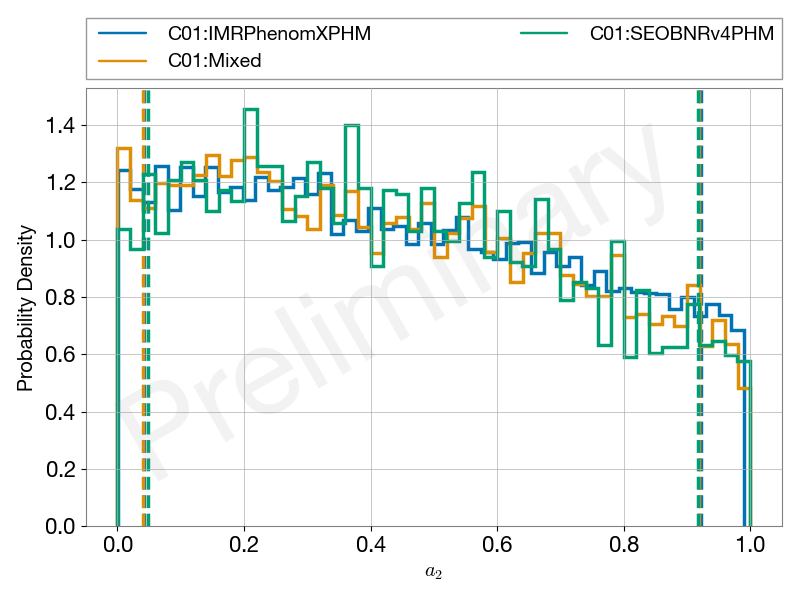 C01:IMRPhenomXPHM
C01:Mixed
C01:SEOBNRv4PHM
Probability Density
1.4
1.2
1.0
0.8
0.6
0.4
0.2
0.0
Preliminary
0.0 0.2 0.4 0.6 0.8 1.0
a₂